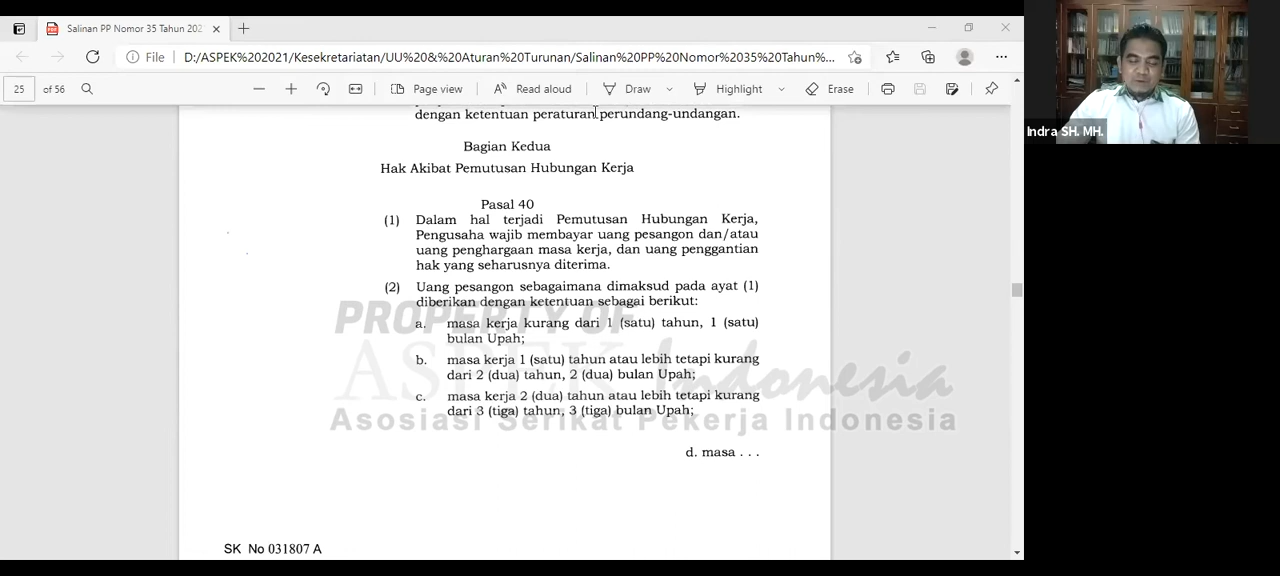 Salinan PP Nomor 35 Tahun 202
File
D:/ASPEK%202021/Kesekretariatan/UU%20&%20Aturan%20Turunan/Salinan%20PP%20Nomor%2035%20Tahun%...
25 of 56
Page view
Read aloud
Draw
Highlight
Erase
Indra SH. MH.
dengan ketentuan peraturan perundang-undangan.
Bagian Kedua
Hak Akibat Pemutusan Hubungan Kerja
Pasal 40
(1) Dalam hal terjadi Pemutusan Hubungan Kerja,
Pengusaha wajib membayar uang pesangon dan/atau
uang penghargaan masa kerja, dan uang penggantian
hak yang seharusnya diterima.
(2) Uang pesangon sebagaimana dimaksud pada ayat (1)
diberikan dengan ketentuan sebagai berikut:
PROPERTY OF
a. masa kerja kurang dari 1 (satu) tahun, 1 (satu)
bulan Upah;
b. masa kerja 1 (satu) tahun atau lebih tetapi kurang
dari 2 (dua) tahun, 2 (dua) bulan Upah;
ASPEK Indonesia
c. masa kerja 2 (dua) tahun atau lebih tetapi kurang
dari 3 (tiga) tahun, 3 (tiga) bulan Upah;
Asosiasi Serikat Pekerja Indonesia
d. masa . . .
SK No 031807 A